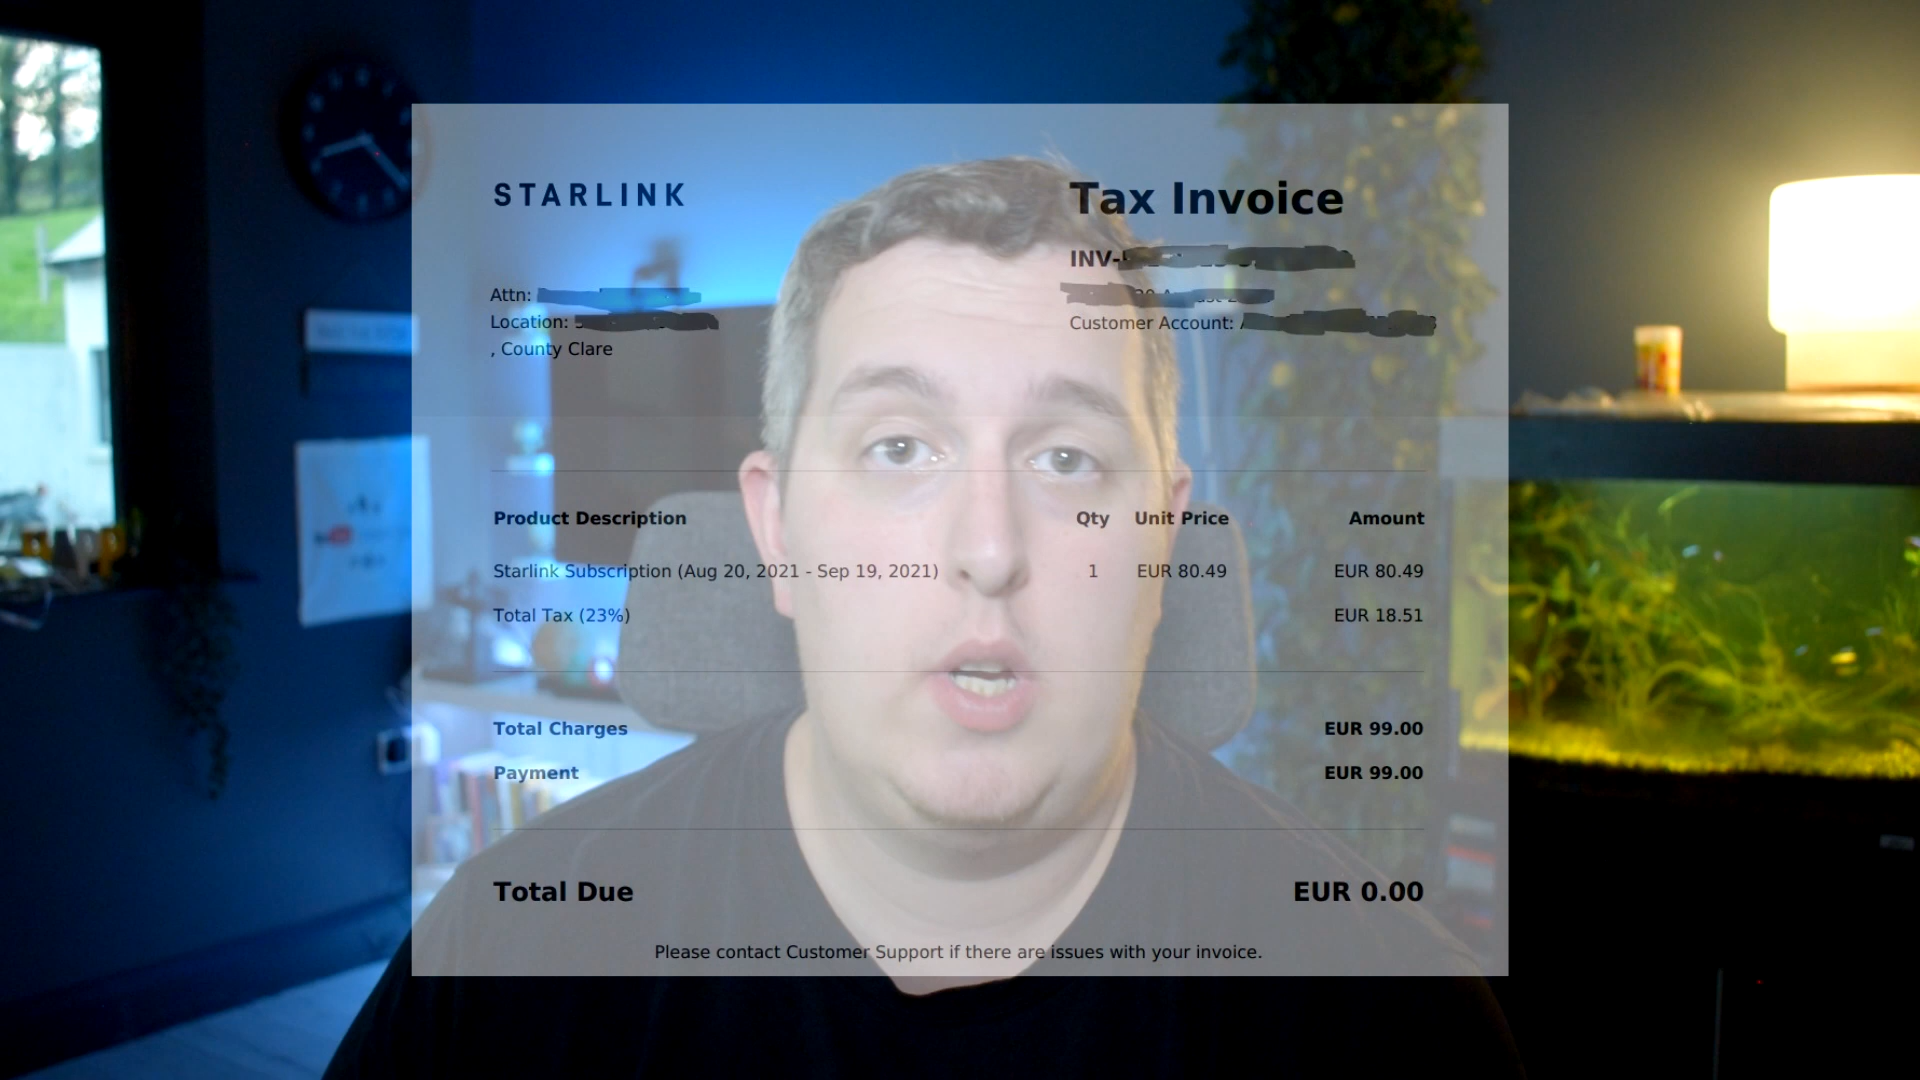 STARLINK
Tax Invoice
INV-
Attn:
Location:
Customer Account:
, County Clare
Product Description Qty Unit Price Amount
Starlink Subscription (Aug 20, 2021 - Sep 19, 2021) 1 EUR 80.49 EUR 80.49
Total Tax (23%) EUR 18.51
Total Charges EUR 99.00
Payment EUR 99.00
Total Due EUR 0.00
Please contact Customer Support if there are issues with your invoice.